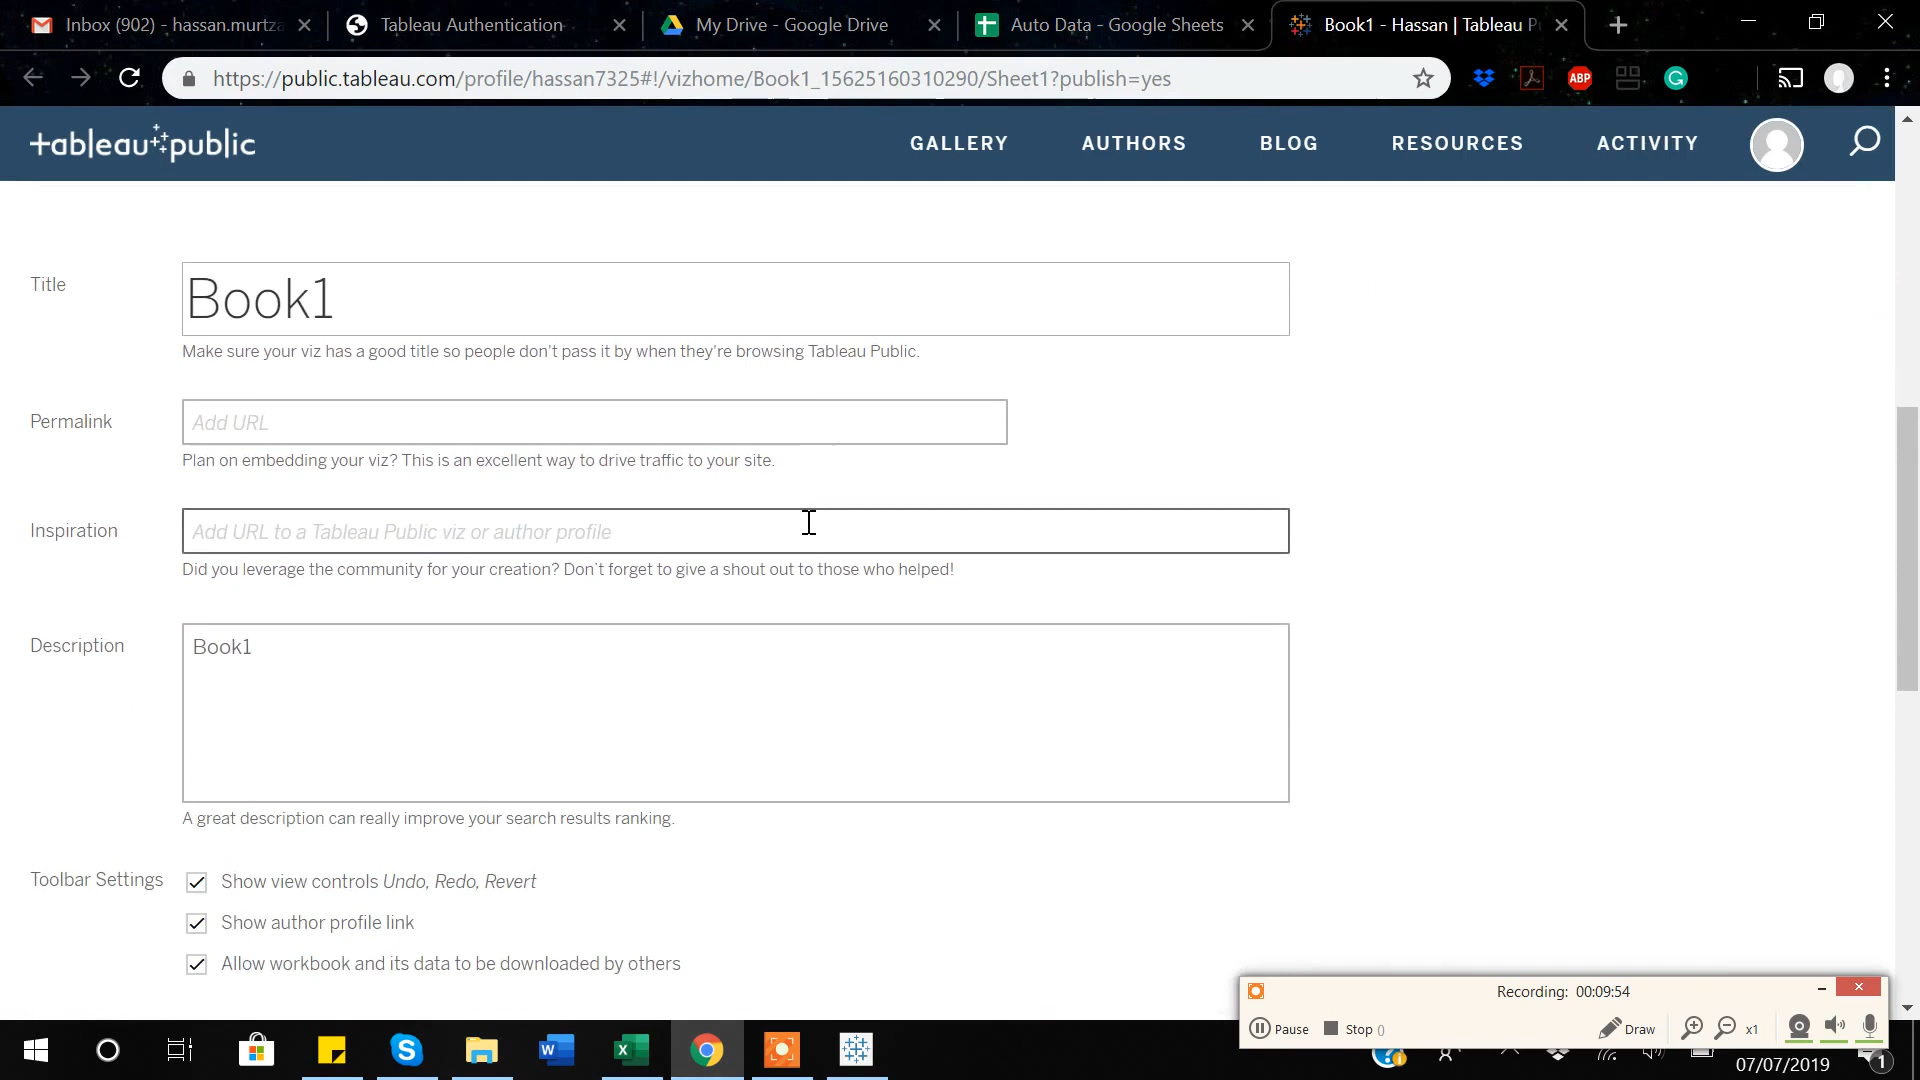 Inbox (902) - hassan.murtza
Tableau Authentication
My Drive - Google Drive
Auto Data - Google Sheets
Book1 - Hassan | Tableau P
https://public.tableau.com/profile/hassan7325#!/vizhome/Book1_15625160310290/Sheet1?publish=yes
ABP
+ableau public
GALLERY
AUTHORS
BLOG
RESOURCES
ACTIVITY
Title
Book1
Make sure your viz has a good title so people don't pass it by when they're browsing Tableau Public.
Permalink
Add URL
Plan on embedding your viz? This is an excellent way to drive traffic to your site.
Inspiration
Add URL to a Tableau Public viz or author profile
Did you leverage the community for your creation? Don't forget to give a shout out to those who helped!
Description
Book1
A great description can really improve your search results ranking.
Toolbar Settings
Show view controls Undo, Redo, Revert
Show author profile link
Allow workbook and its data to be downloaded by others
Recording: 00:09:54
Pause
Stop ()
Draw
x1
07/07/2019
1